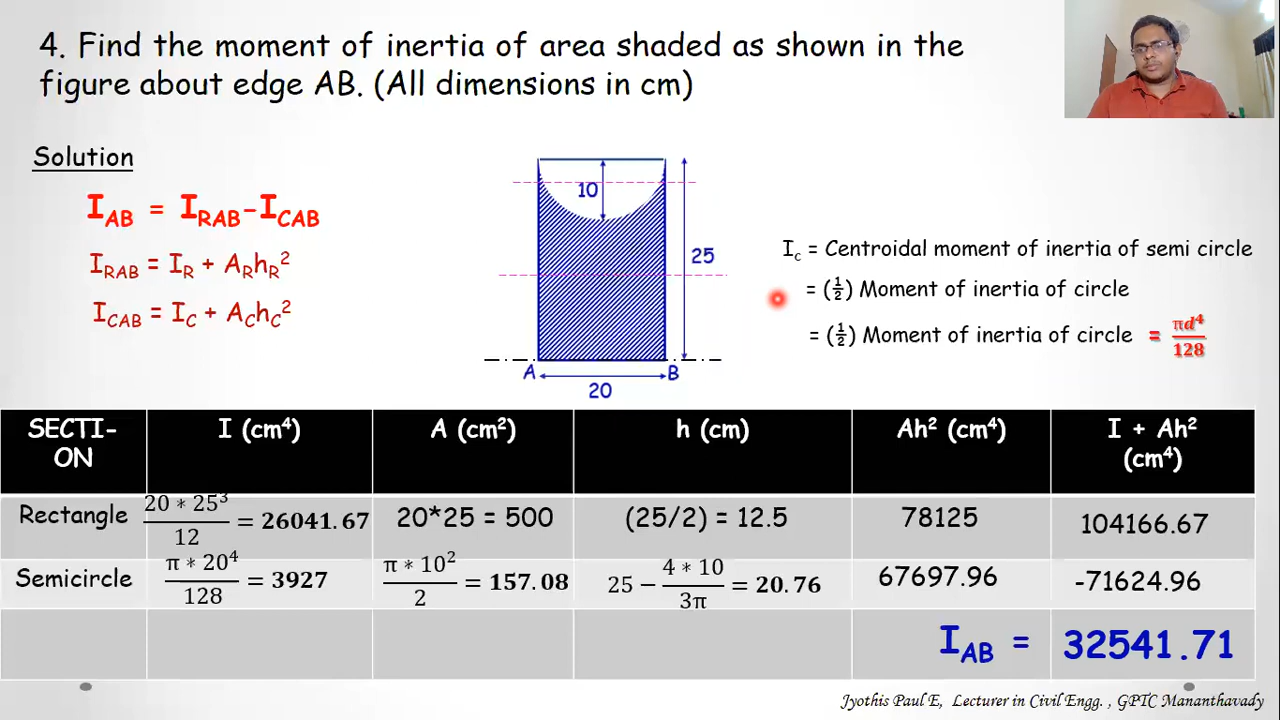 4. Find the moment of inertia of area shaded as shown in the
figure about edge AB. (All dimensions in cm)
Solution
I_AB = I_RAB–I_CAB
I_RAB = I_R + A_Rh_R²
I_CAB = I_C + A_Ch_C²
10
25
A
B
20
I_c = Centroidal moment of inertia of semi circle
= (½) Moment of inertia of circle
= (½) Moment of inertia of circle = πd⁴/128
SECTI-
ON
I (cm⁴)
A (cm²)
h (cm)
Ah² (cm⁴)
I + Ah²
(cm⁴)
Rectangle
20 ∗ 25³/12 = 26041.67
20*25 = 500
(25/2) = 12.5
78125
104166.67
Semicircle
π ∗ 20⁴/128 = 3927
π ∗ 10²/2 = 157.08
25 − 4 ∗ 10/3π = 20.76
67697.96
-71624.96
I_AB = 32541.71
Jyothis Paul E, Lecturer in Civil Engg. , GPTC Mananthavady